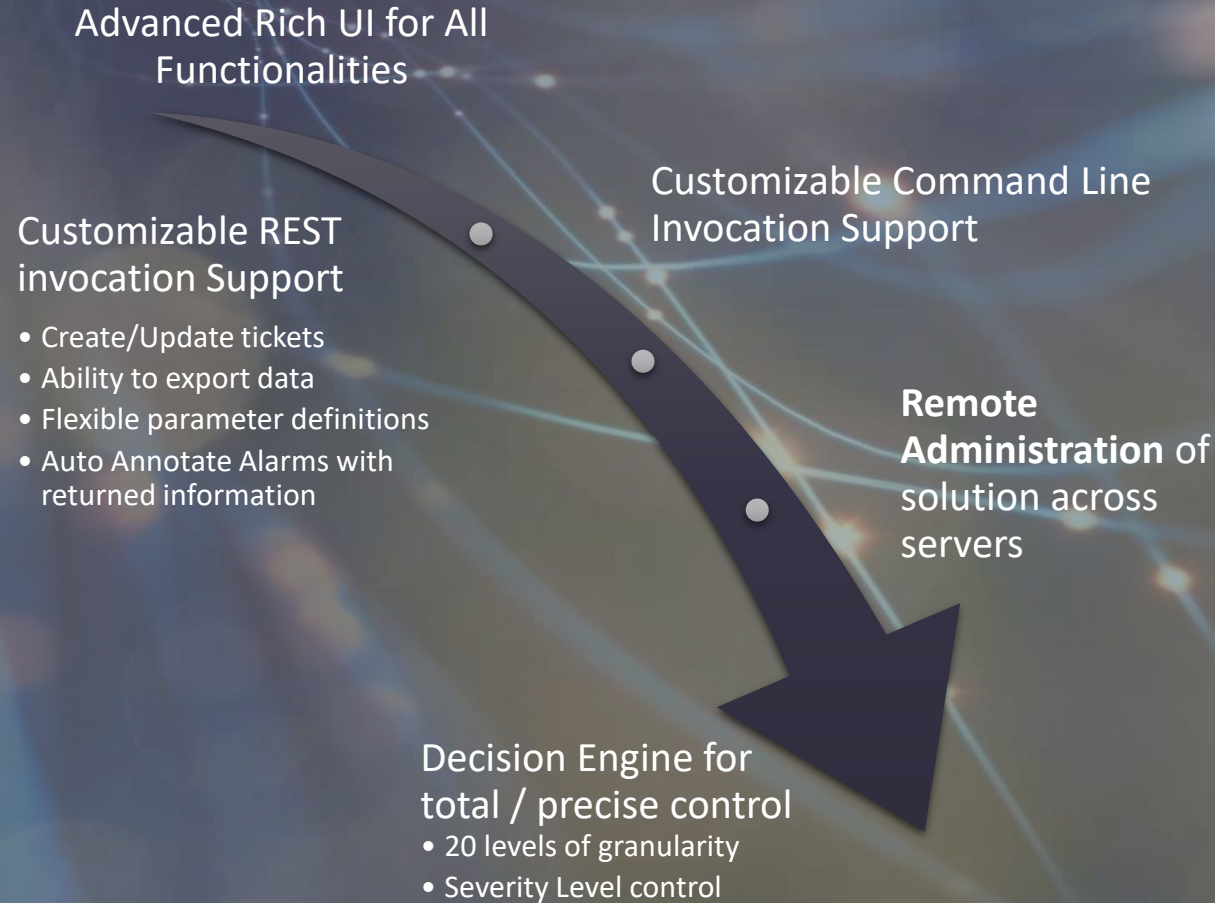 Advanced Rich UI for All
Functionalities
Customizable Command Line
Invocation Support
Customizable REST
invocation Support
• Create/Update tickets
• Ability to export data
• Flexible parameter definitions
• Auto Annotate Alarms with
returned information
Remote
Administration of
solution across
servers
Decision Engine for
total / precise control
• 20 levels of granularity
• Severity Level control